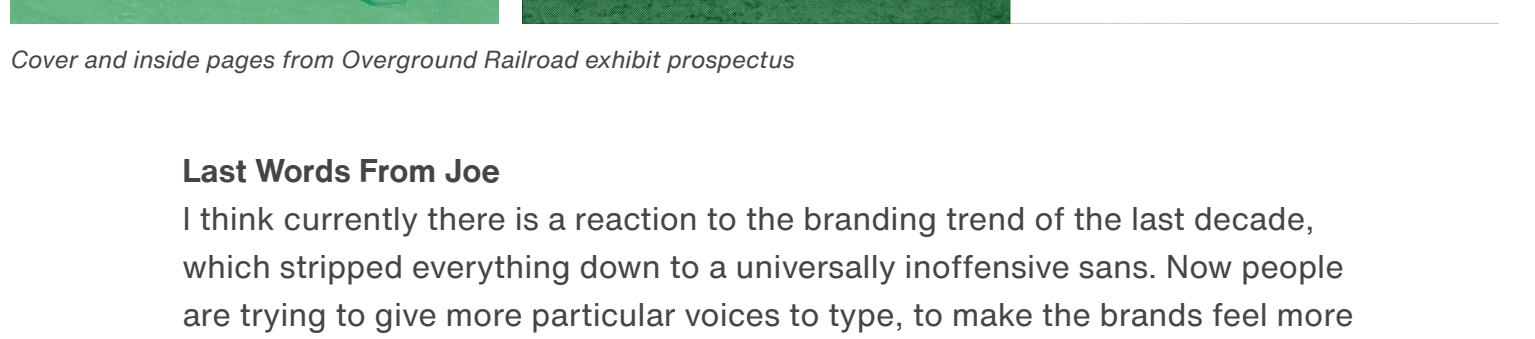 Cover and inside pages from Overground Railroad exhibit prospectus
Last Words From Joe
I think currently there is a reaction to the branding trend of the last decade,
which stripped everything down to a universally inoffensive sans. Now people
are trying to give more particular voices to type, to make the brands feel more